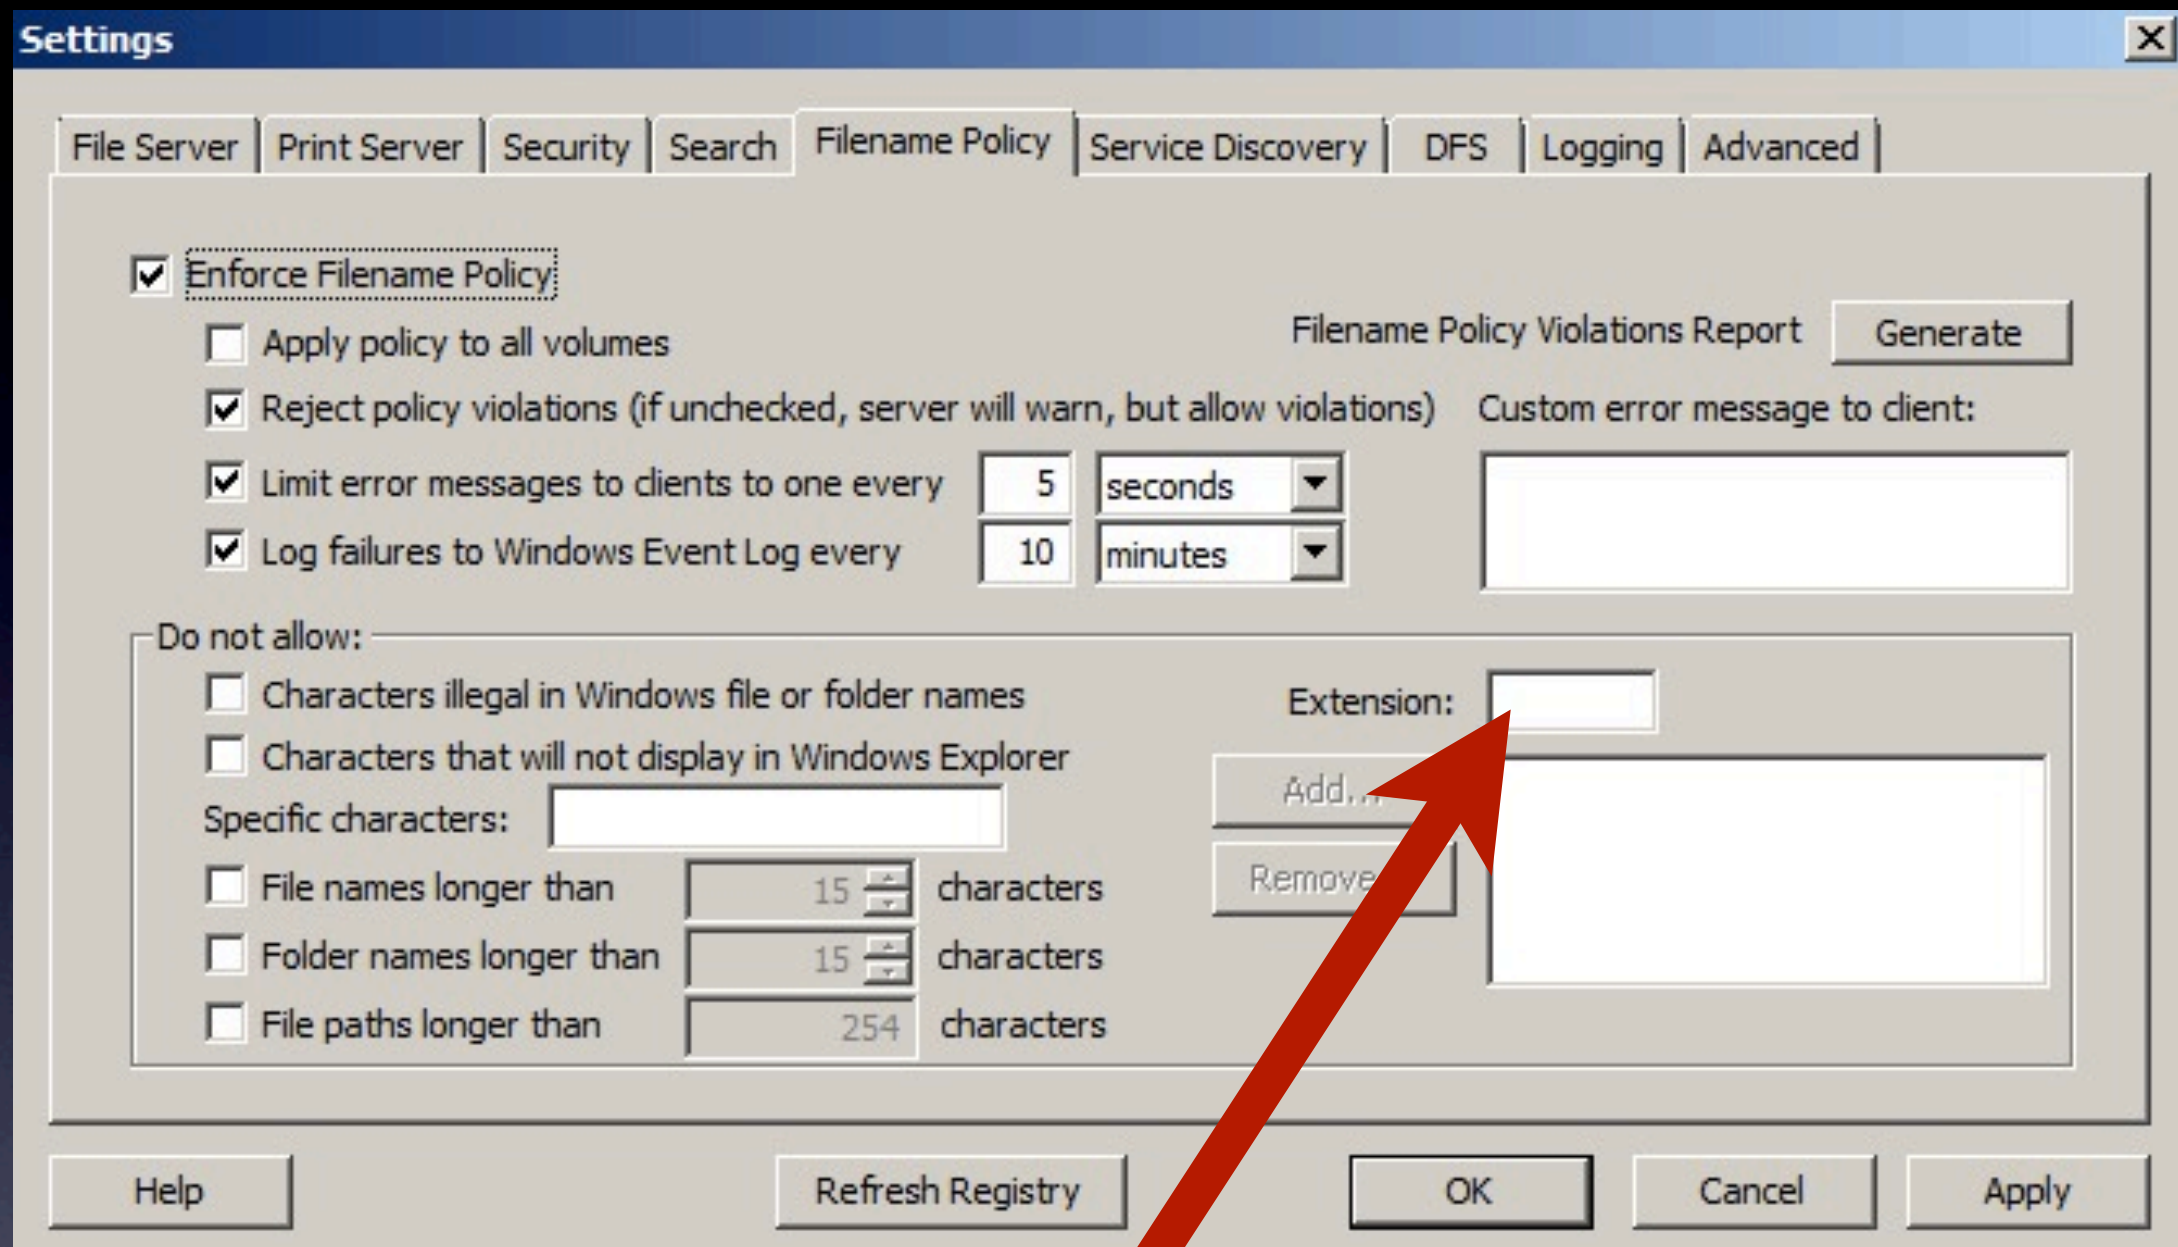 Settings
File Server Print Server Security Search Filename Policy Service Discovery DFS Logging Advanced
Enforce Filename Policy
Apply policy to all volumes
Filename Policy Violations Report Generate
Reject policy violations (if unchecked, server will warn, but allow violations) Custom error message to client:
Limit error messages to clients to one every 5 seconds
Log failures to Windows Event Log every 10 minutes
Do not allow:
Characters illegal in Windows file or folder names Extension:
Characters that will not display in Windows Explorer
Add...
Specific characters:
File names longer than 15 characters Remove
Folder names longer than 15 characters
File paths longer than 254 characters
Help Refresh Registry OK Cancel Apply